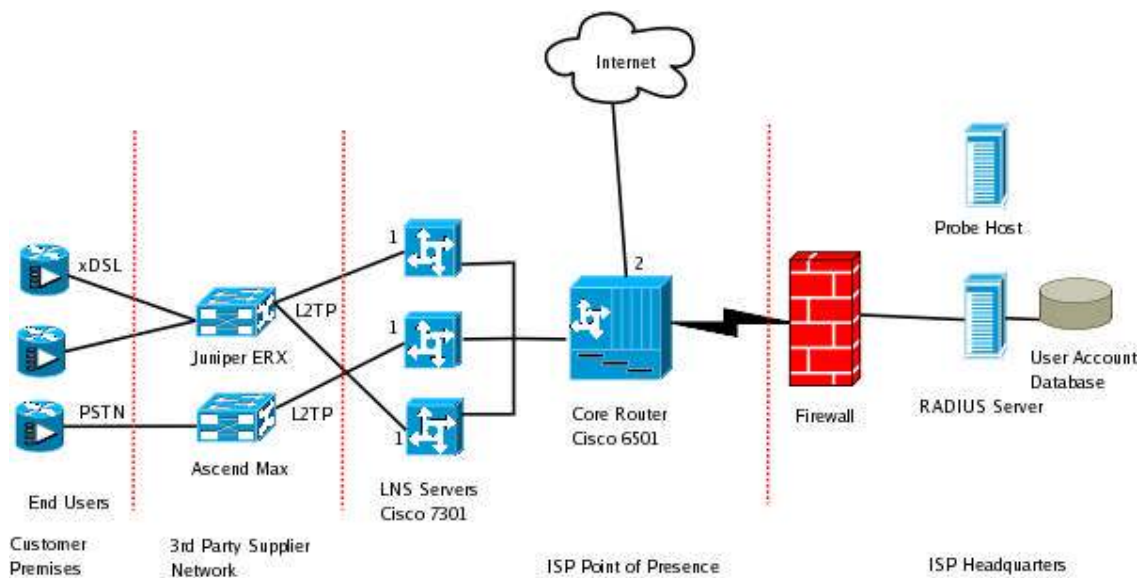 Internet
Probe Host
1
2
xDSL
L2TP
Juniper ERX
1
User Account
Database
PSTN
L2TP
1
Core Router
Cisco 6501
Firewall
RADIUS Server
Ascend Max
LNS Servers
Cisco 7301
End Users
Customer
Premises
3rd Party Supplier
Network
ISP Point of Presence
ISP Headquarters